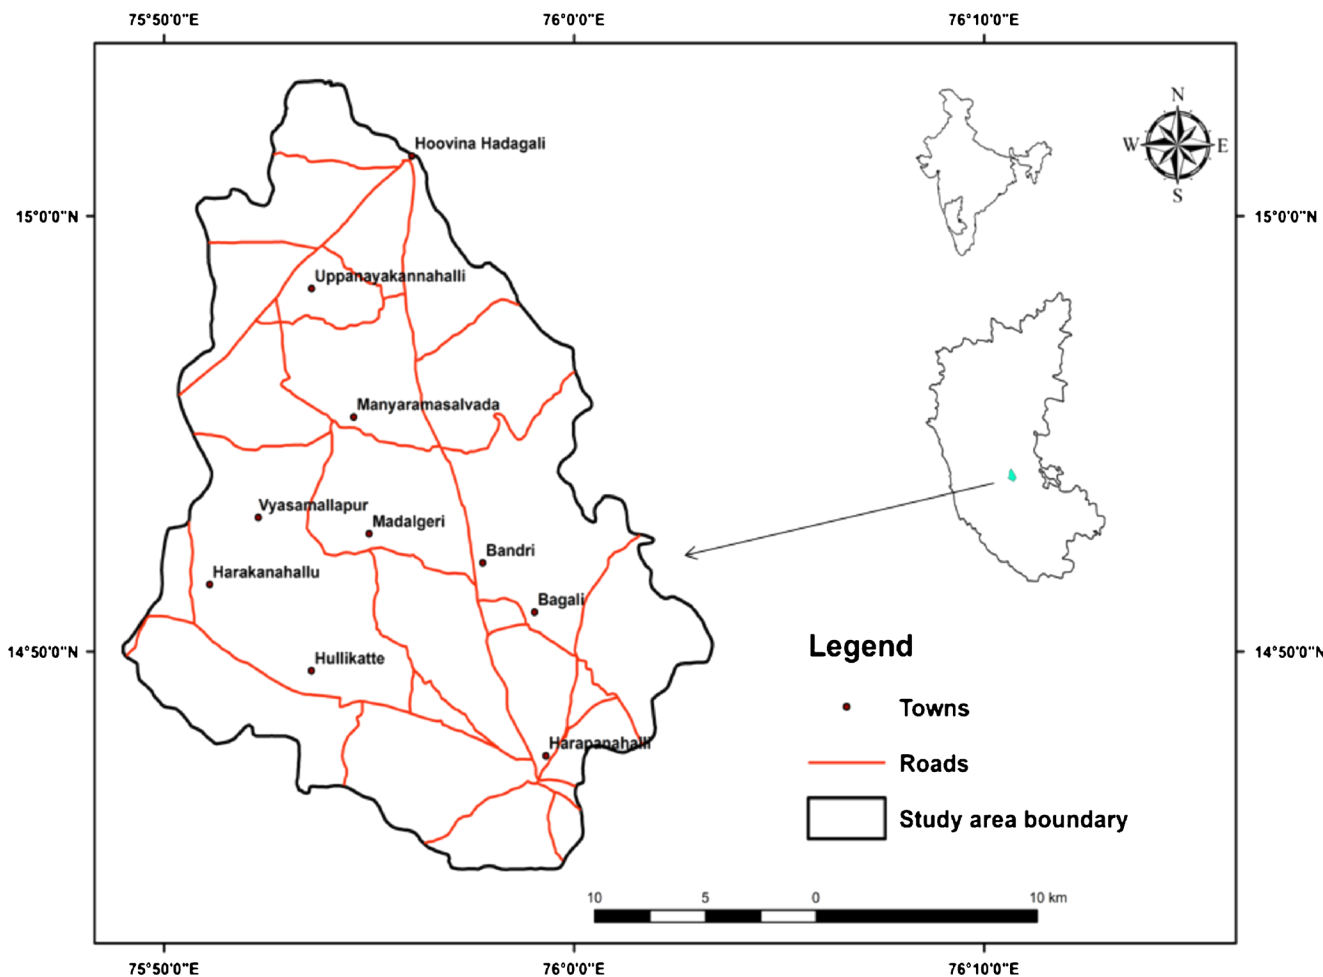 75°50'0"E 76°0'0"E 76°10'0"E
N
W E
S
Hoovina Hadagali
15°0'0"N 15°0'0"N
Uppanayakannahalli
Manyaramasalvada
Vyasamallapur
Madalgeri
Bandri
Harakanahallu
Bagali
14°50'0"N 14°50'0"N
Hullikatte
Harapanahalli
Legend
Towns
Roads
Study area boundary
10 5 0 10 km
75°50'0"E 76°0'0"E 76°10'0"E